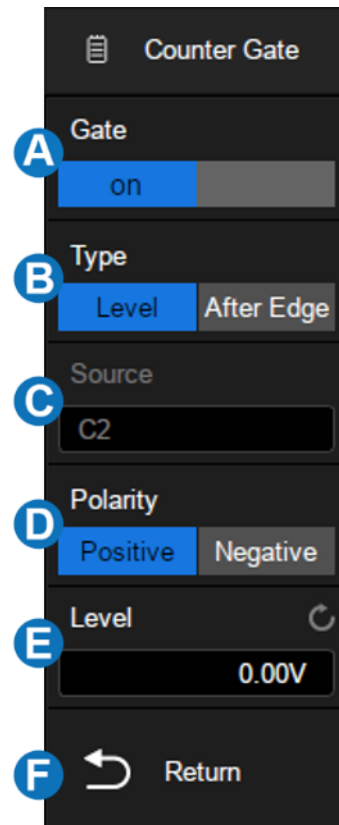 Counter Gate
A
Gate
on
B
Type
Level After Edge
C
Source
C2
D
Polarity
Positive Negative
E
Level
0.00V
F
Return